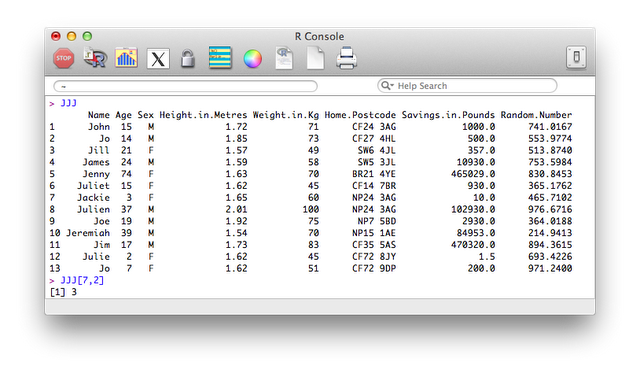 R Console
STOP
R
X
~
Help Search
> JJJ
Name Age Sex Height.in.Metres Weight.in.Kg Home.Postcode Savings.in.Pounds Random.Number
1 John 15 M 1.72 71 CF24 3AG 1000.0 741.0167
2 Jo 14 M 1.85 73 CF27 4HL 500.0 553.9774
3 Jill 21 F 1.57 49 SW6 4JL 357.0 513.8740
4 James 24 M 1.59 58 SW5 3JL 10930.0 753.5984
5 Jenny 74 F 1.63 70 BR21 4YE 465029.0 830.8453
6 Juliet 15 F 1.62 45 CF14 7BR 930.0 365.1762
7 Jackie 3 F 1.65 60 NP24 3AG 10.0 465.7102
8 Julien 37 M 2.01 100 NP24 3AG 102930.0 976.6716
9 Joe 19 M 1.92 75 NP7 5BD 2930.0 364.0188
10 Jeremiah 39 M 1.54 70 NP15 1AE 84953.0 214.9413
11 Jim 17 M 1.73 83 CF35 5AS 470320.0 894.3615
12 Julie 2 F 1.62 45 CF72 8JY 1.5 693.4226
13 Jo 7 F 1.62 51 CF72 9DP 200.0 971.2400
> JJJ[7,2]
[1] 3